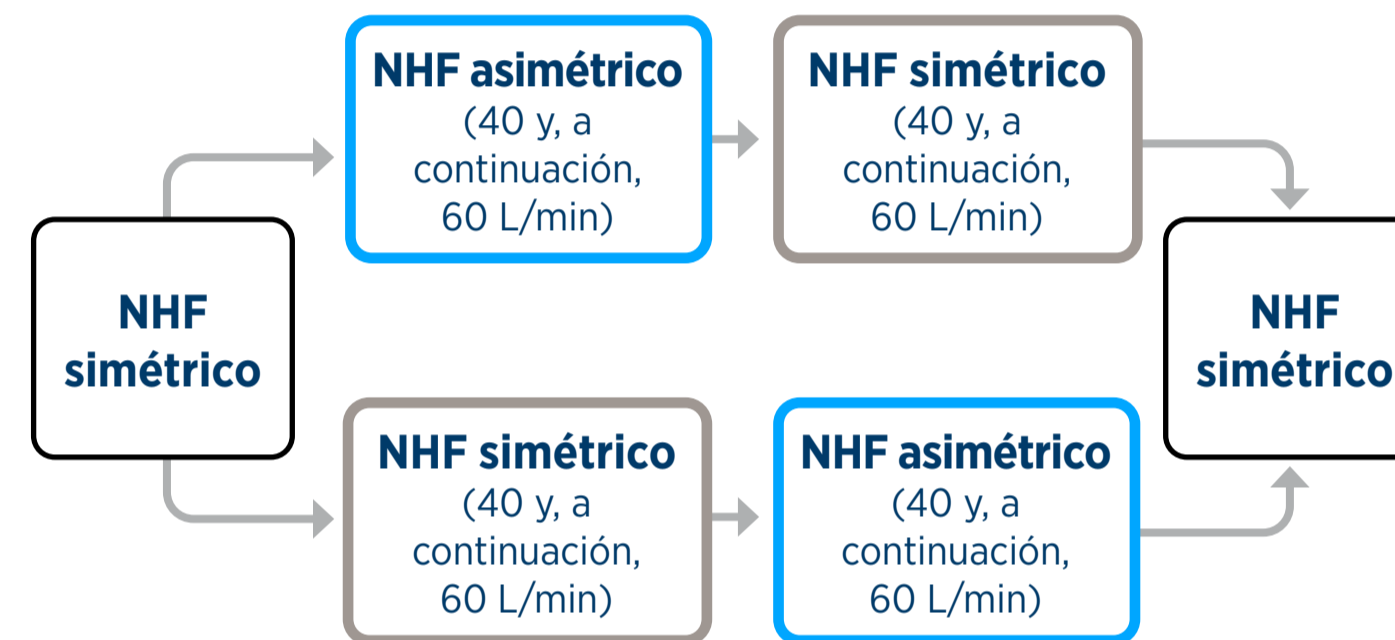 NHF
simétrico
NHF asimétrico
(40 y, a
continuación,
60 L/min)
NHF simétrico
(40 y, a
continuación,
60 L/min)
NHF simétrico
(40 y, a
continuación,
60 L/min)
NHF asimétrico
(40 y, a
continuación,
60 L/min)
NHF
simétrico